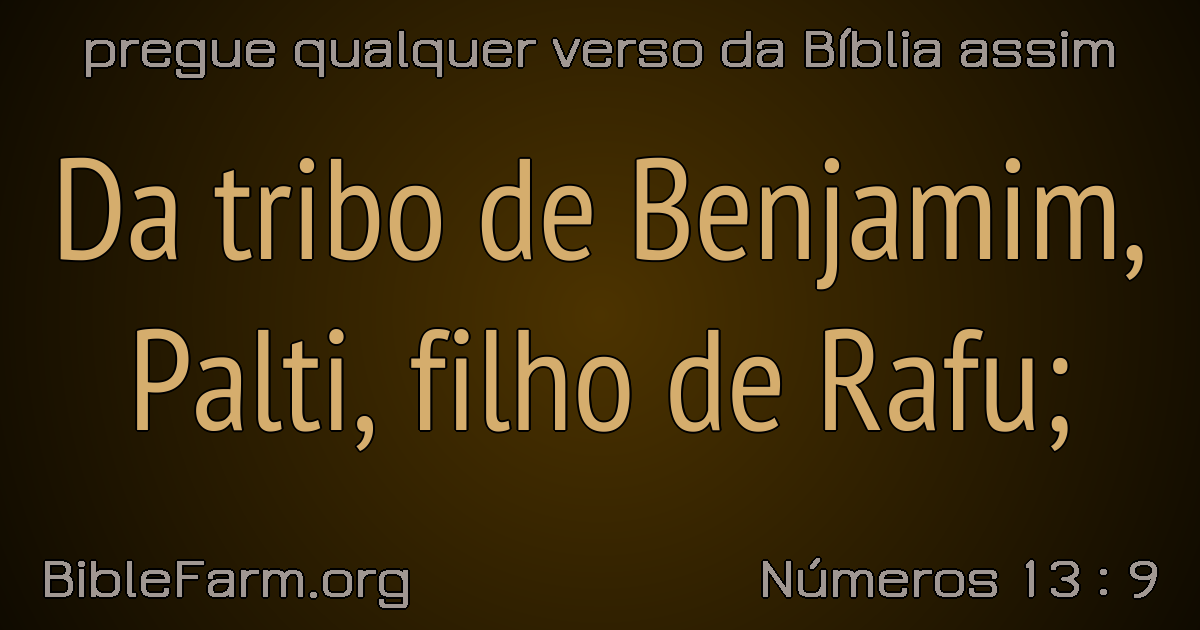 pregue qualquer verso da Bíblia assim
Da tribo de Benjamim,
Palti, filho de Rafu;
BibleFarm.org
Números 13 : 9